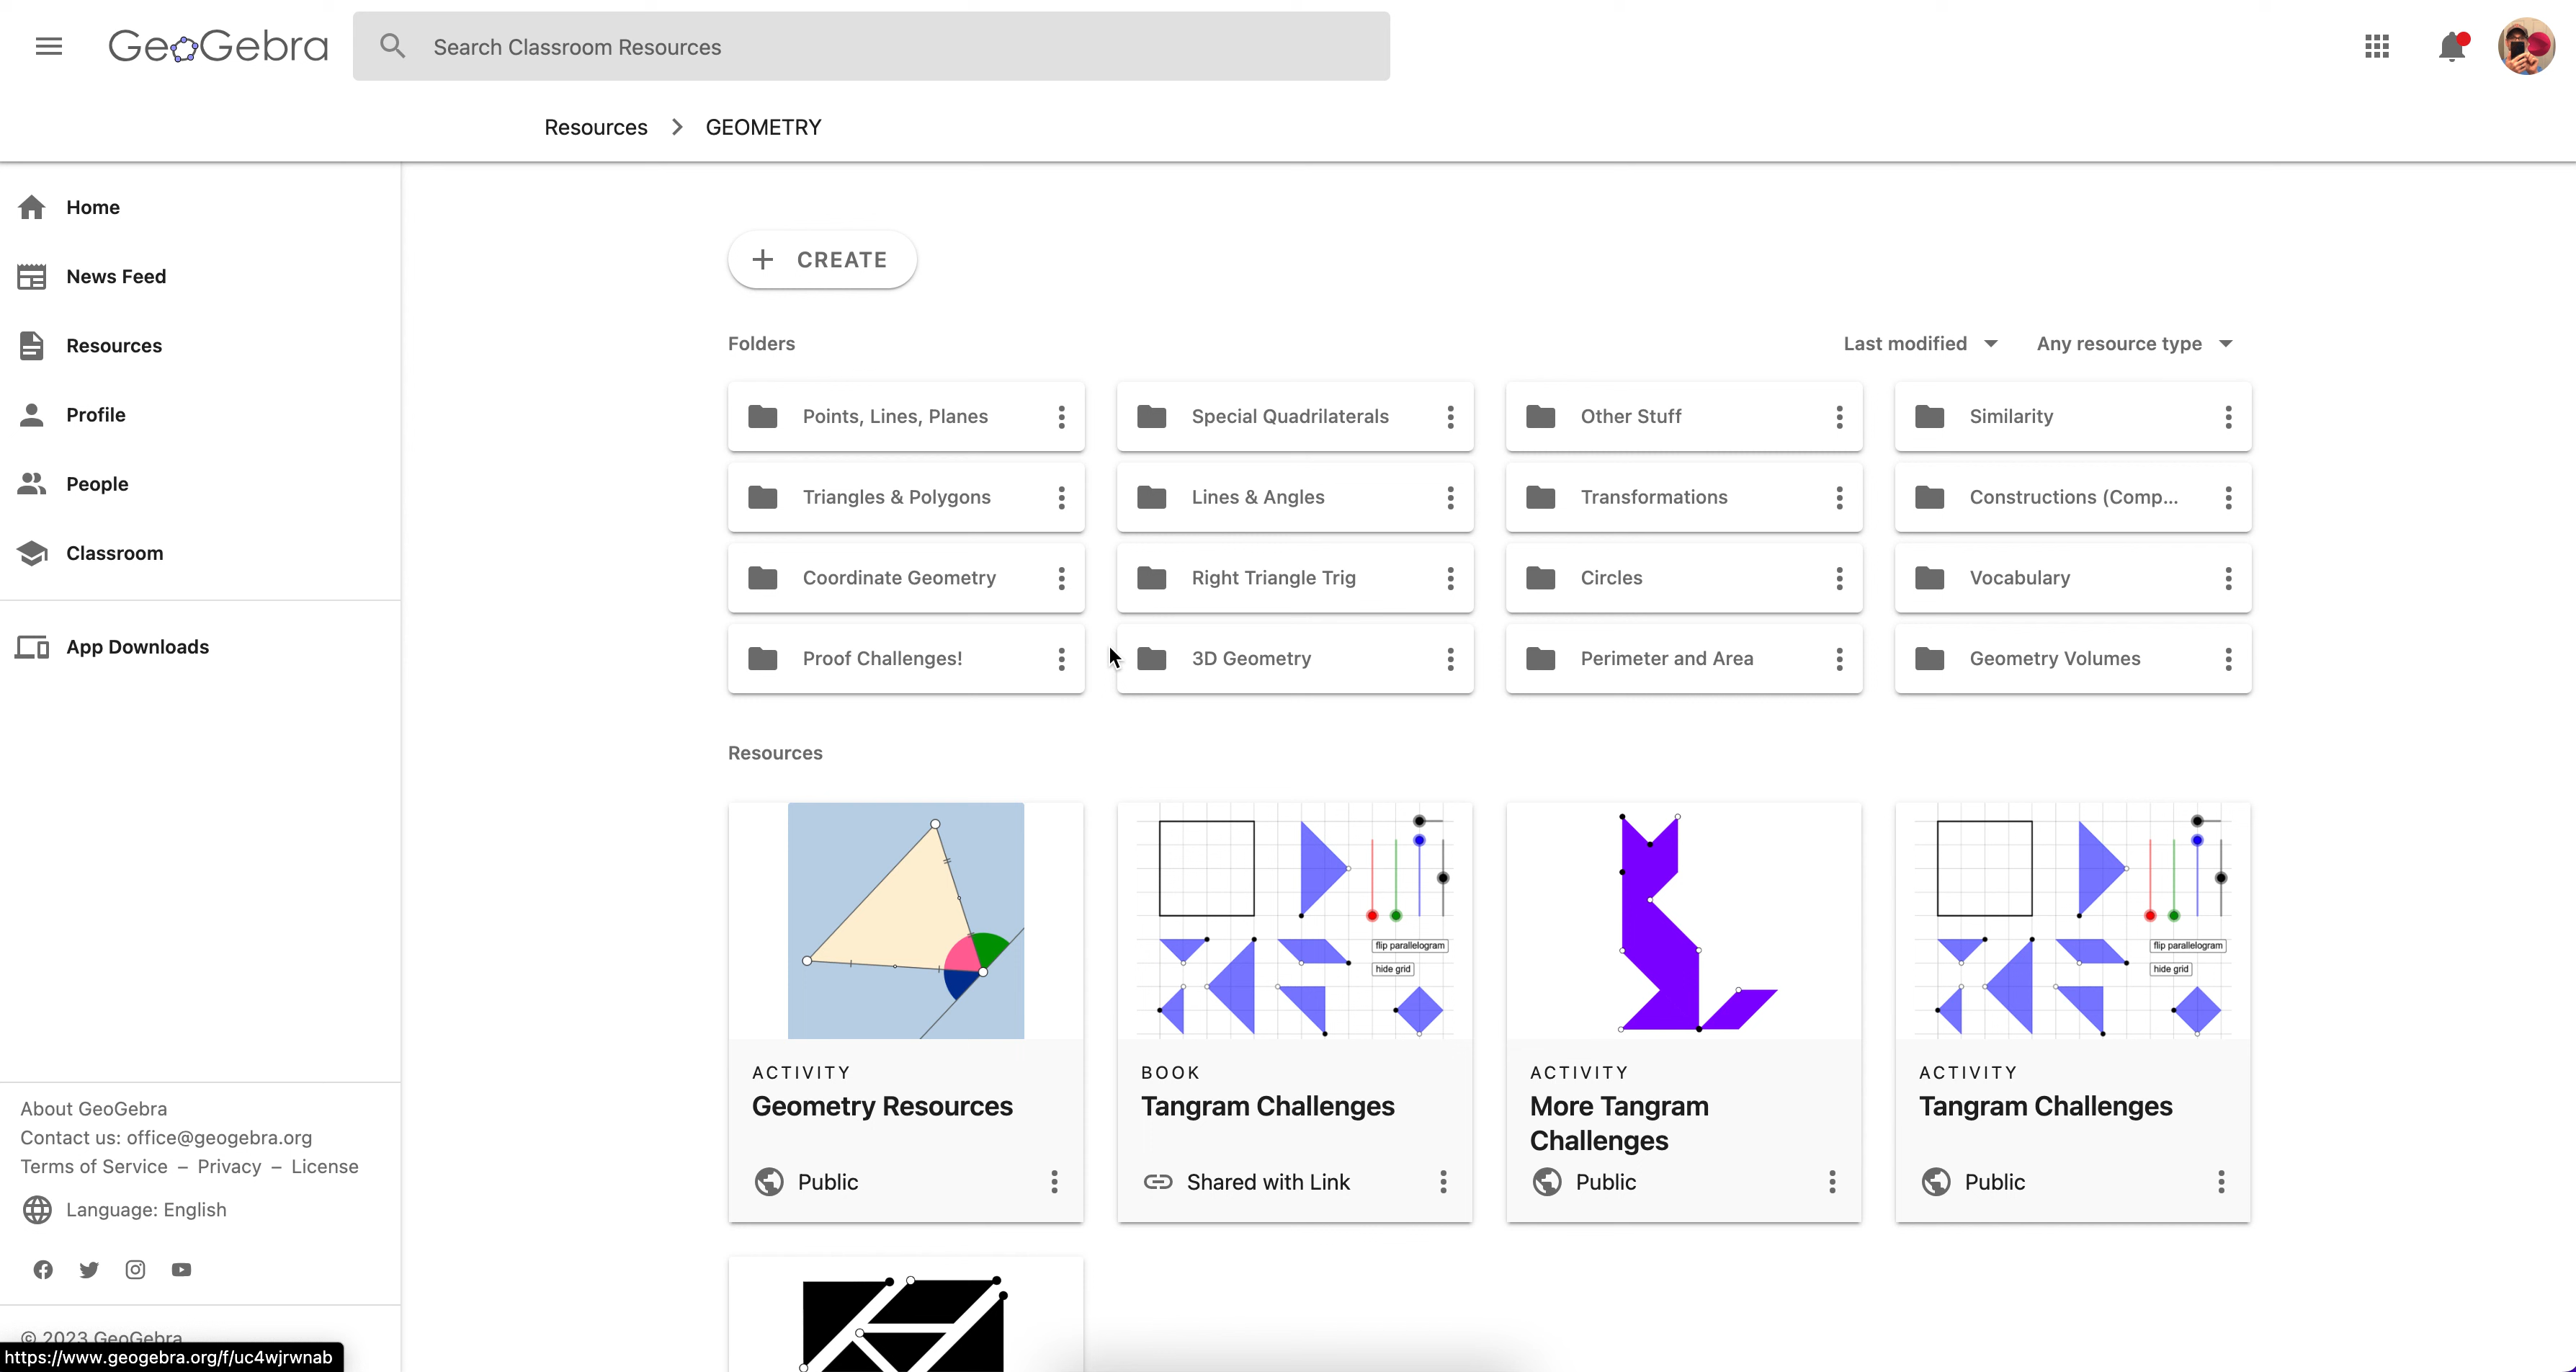 GeoGebra
Search Classroom Resources
Resources > GEOMETRY
Home
News Feed
Resources
Profile
People
Classroom
App Downloads
About GeoGebra
Contact us: office@geogebra.org
Terms of Service – Privacy – License
Language: English
© 2023 GeoGebra
https://www.geogebra.org/f/uc4wjrwnab
+ CREATE
Folders
Last modified
Any resource type
Points, Lines, Planes
Special Quadrilaterals
Other Stuff
Similarity
Triangles & Polygons
Lines & Angles
Transformations
Constructions (Comp...
Coordinate Geometry
Right Triangle Trig
Circles
Vocabulary
Proof Challenges!
3D Geometry
Perimeter and Area
Geometry Volumes
Resources
ACTIVITY
Geometry Resources
Public
flip parallelogram
hide grid
BOOK
Tangram Challenges
Shared with Link
ACTIVITY
More Tangram
Challenges
Public
flip parallelogram
hide grid
ACTIVITY
Tangram Challenges
Public